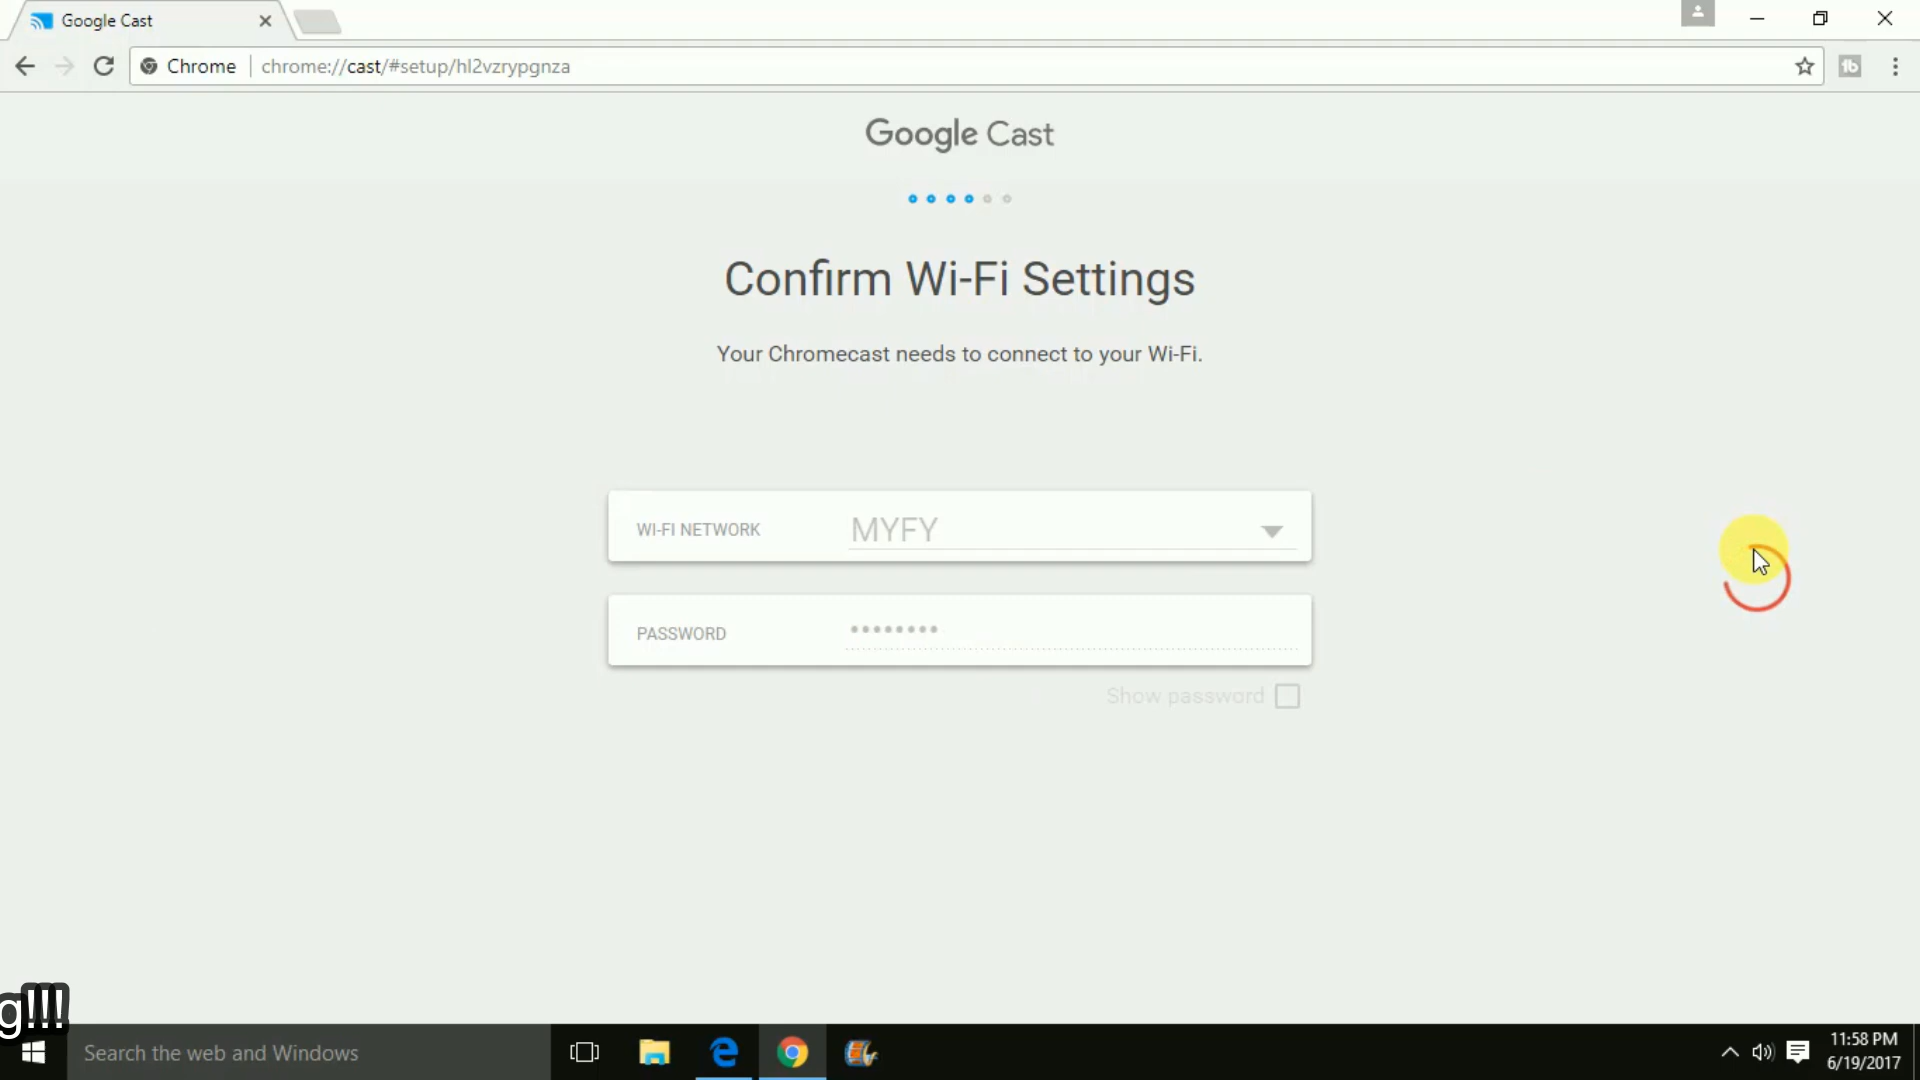 Google Cast
Chrome chrome://cast/#setup/hl2vzrypgnza
Google Cast
Confirm Wi-Fi Settings
Your Chromecast needs to connect to your Wi-Fi.
WI-FI NETWORK MYFY
PASSWORD ••••••••
Show password
g!!!
Search the web and Windows
11:58 PM
6/19/2017